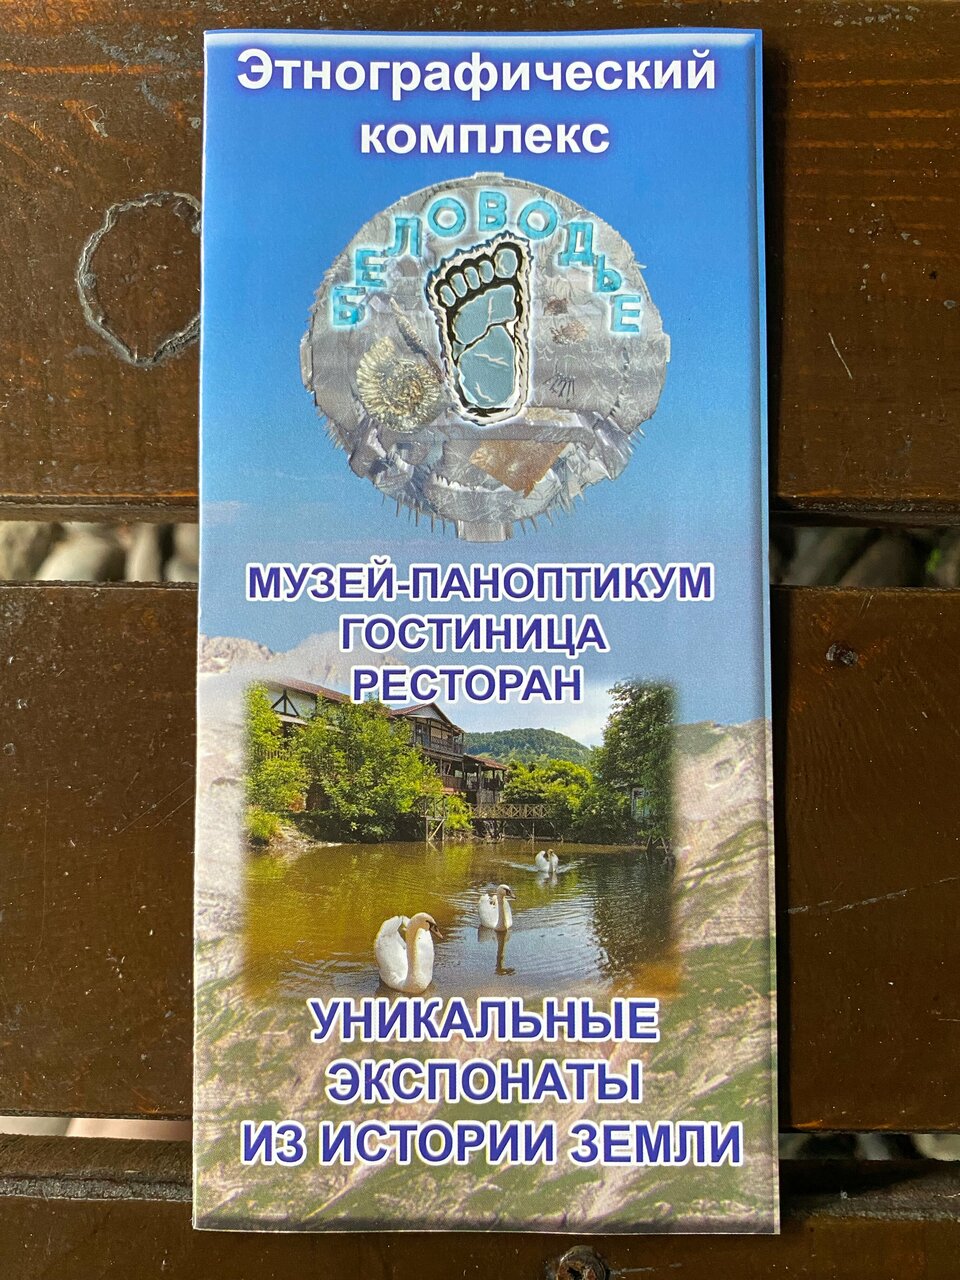 Этнографический
комплекс
БЕЛОВОДЬЕ
МУЗЕЙ-ПАНОПТИКУМ
ГОСТИНИЦА
РЕСТОРАН
УНИКАЛЬНЫЕ
ЭКСПОНАТЫ
ИЗ ИСТОРИИ ЗЕМЛИ